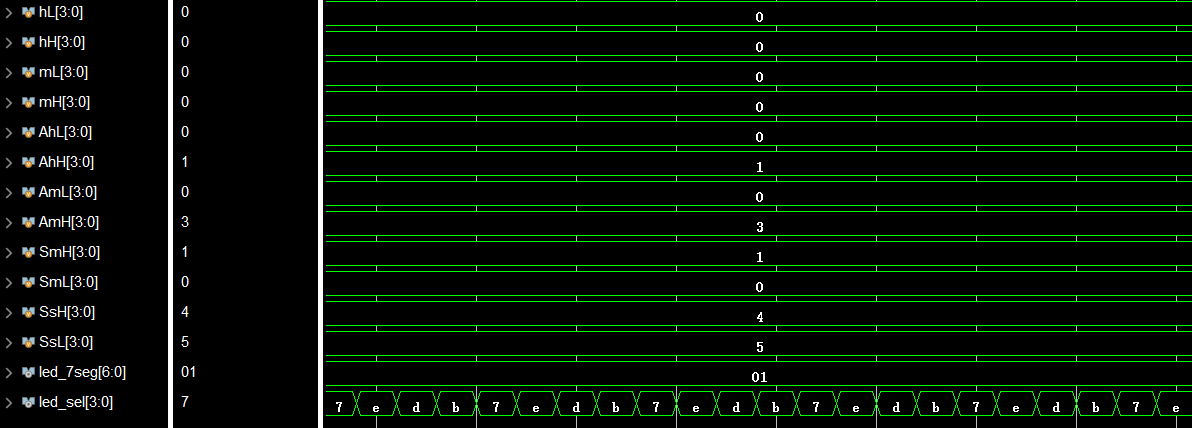 hL[3:0] 0 0
hH[3:0] 0 0
mL[3:0] 0 0
mH[3:0] 0 0
AhL[3:0] 0 0
AhH[3:0] 1 1
AmL[3:0] 0 0
AmH[3:0] 3 3
SmH[3:0] 1 1
SmL[3:0] 0 0
SsH[3:0] 4 4
SsL[3:0] 5 5
led_7seg[6:0] 01 01
led_sel[3:0] 7 7 e d b 7 e d b 7 e d b 7 e d b 7 e d b 7 e